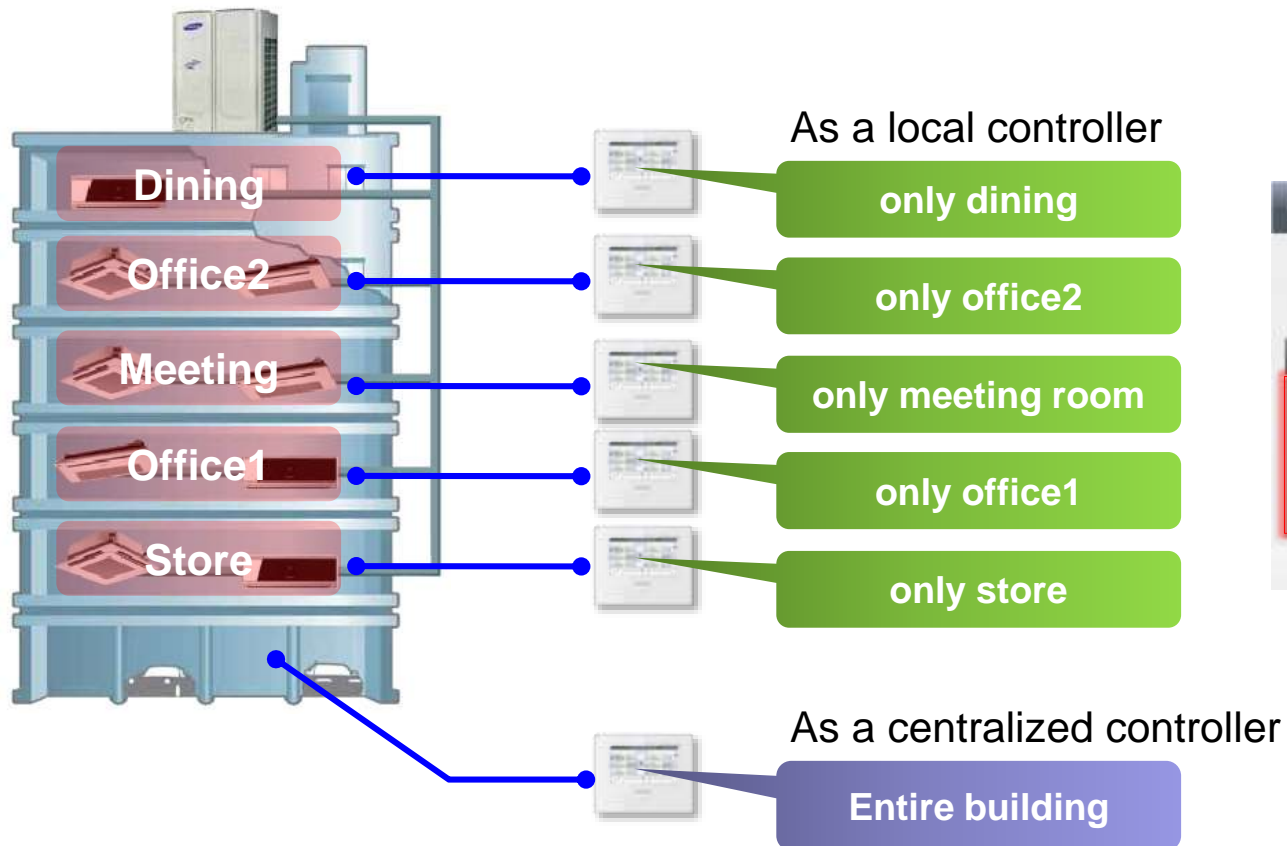 As a local controller
Dining
only dining
Office2
only office2
Meeting
only meeting room
Office1
only office1
Store
only store
As a centralized controller
Entire building